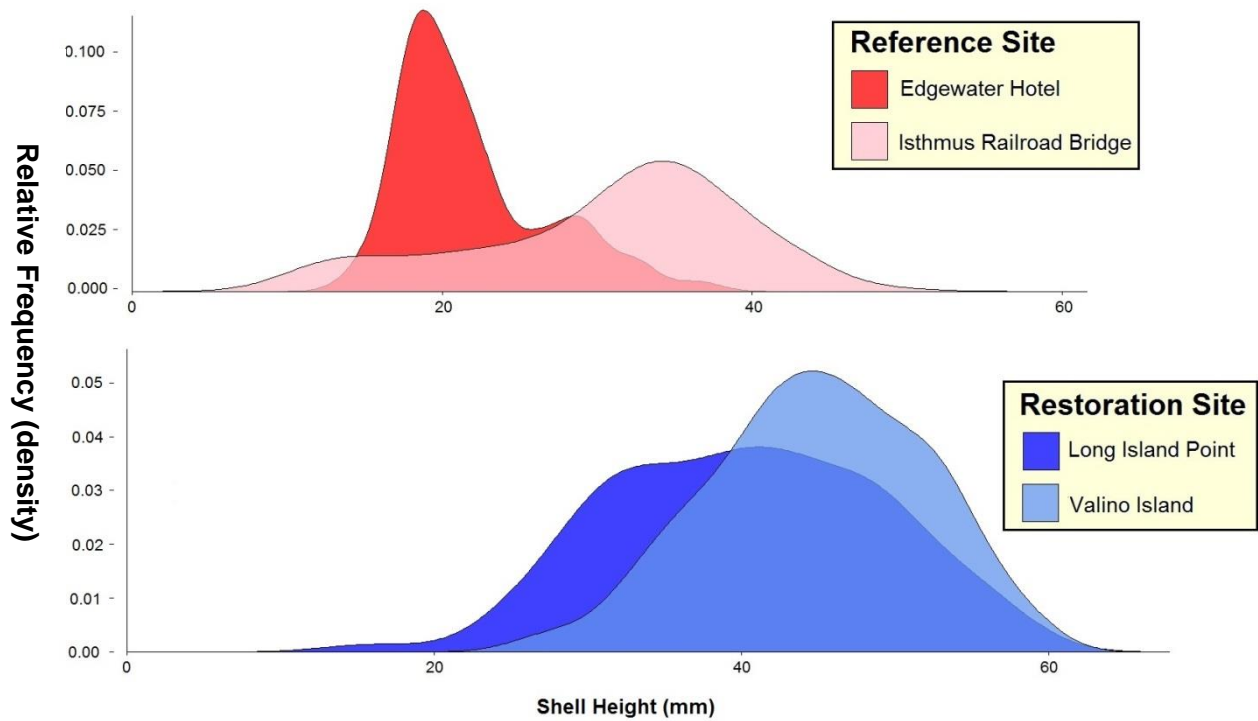 Relative Frequency (density)
0.100
0.075
0.050
0.025
0.000
0
20
40
60
Reference Site
Edgewater Hotel
Isthmus Railroad Bridge
0.05
0.04
0.03
0.02
0.01
0.00
0
20
40
60
Restoration Site
Long Island Point
Valino Island
Shell Height (mm)